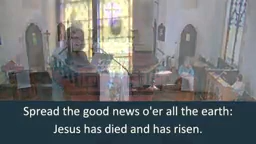 Spread the good news o'er all the earth:
Jesus has died and has risen.